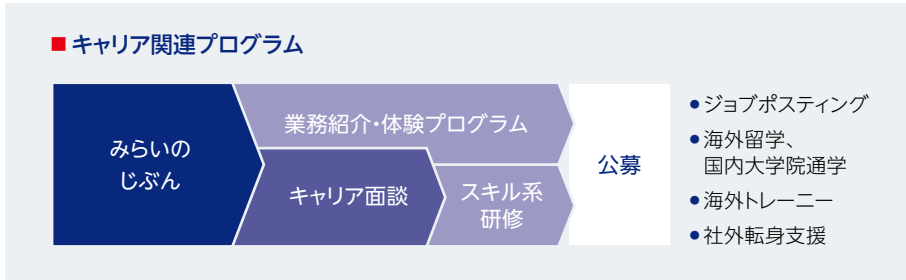 ■ キャリア関連プログラム
みらいの
じぶん
業務紹介・体験プログラム
キャリア面談
スキル系
研修
公募
●ジョブポスティング
●海外留学、
国内大学院通学
●海外トレーニー
●社外転身支援